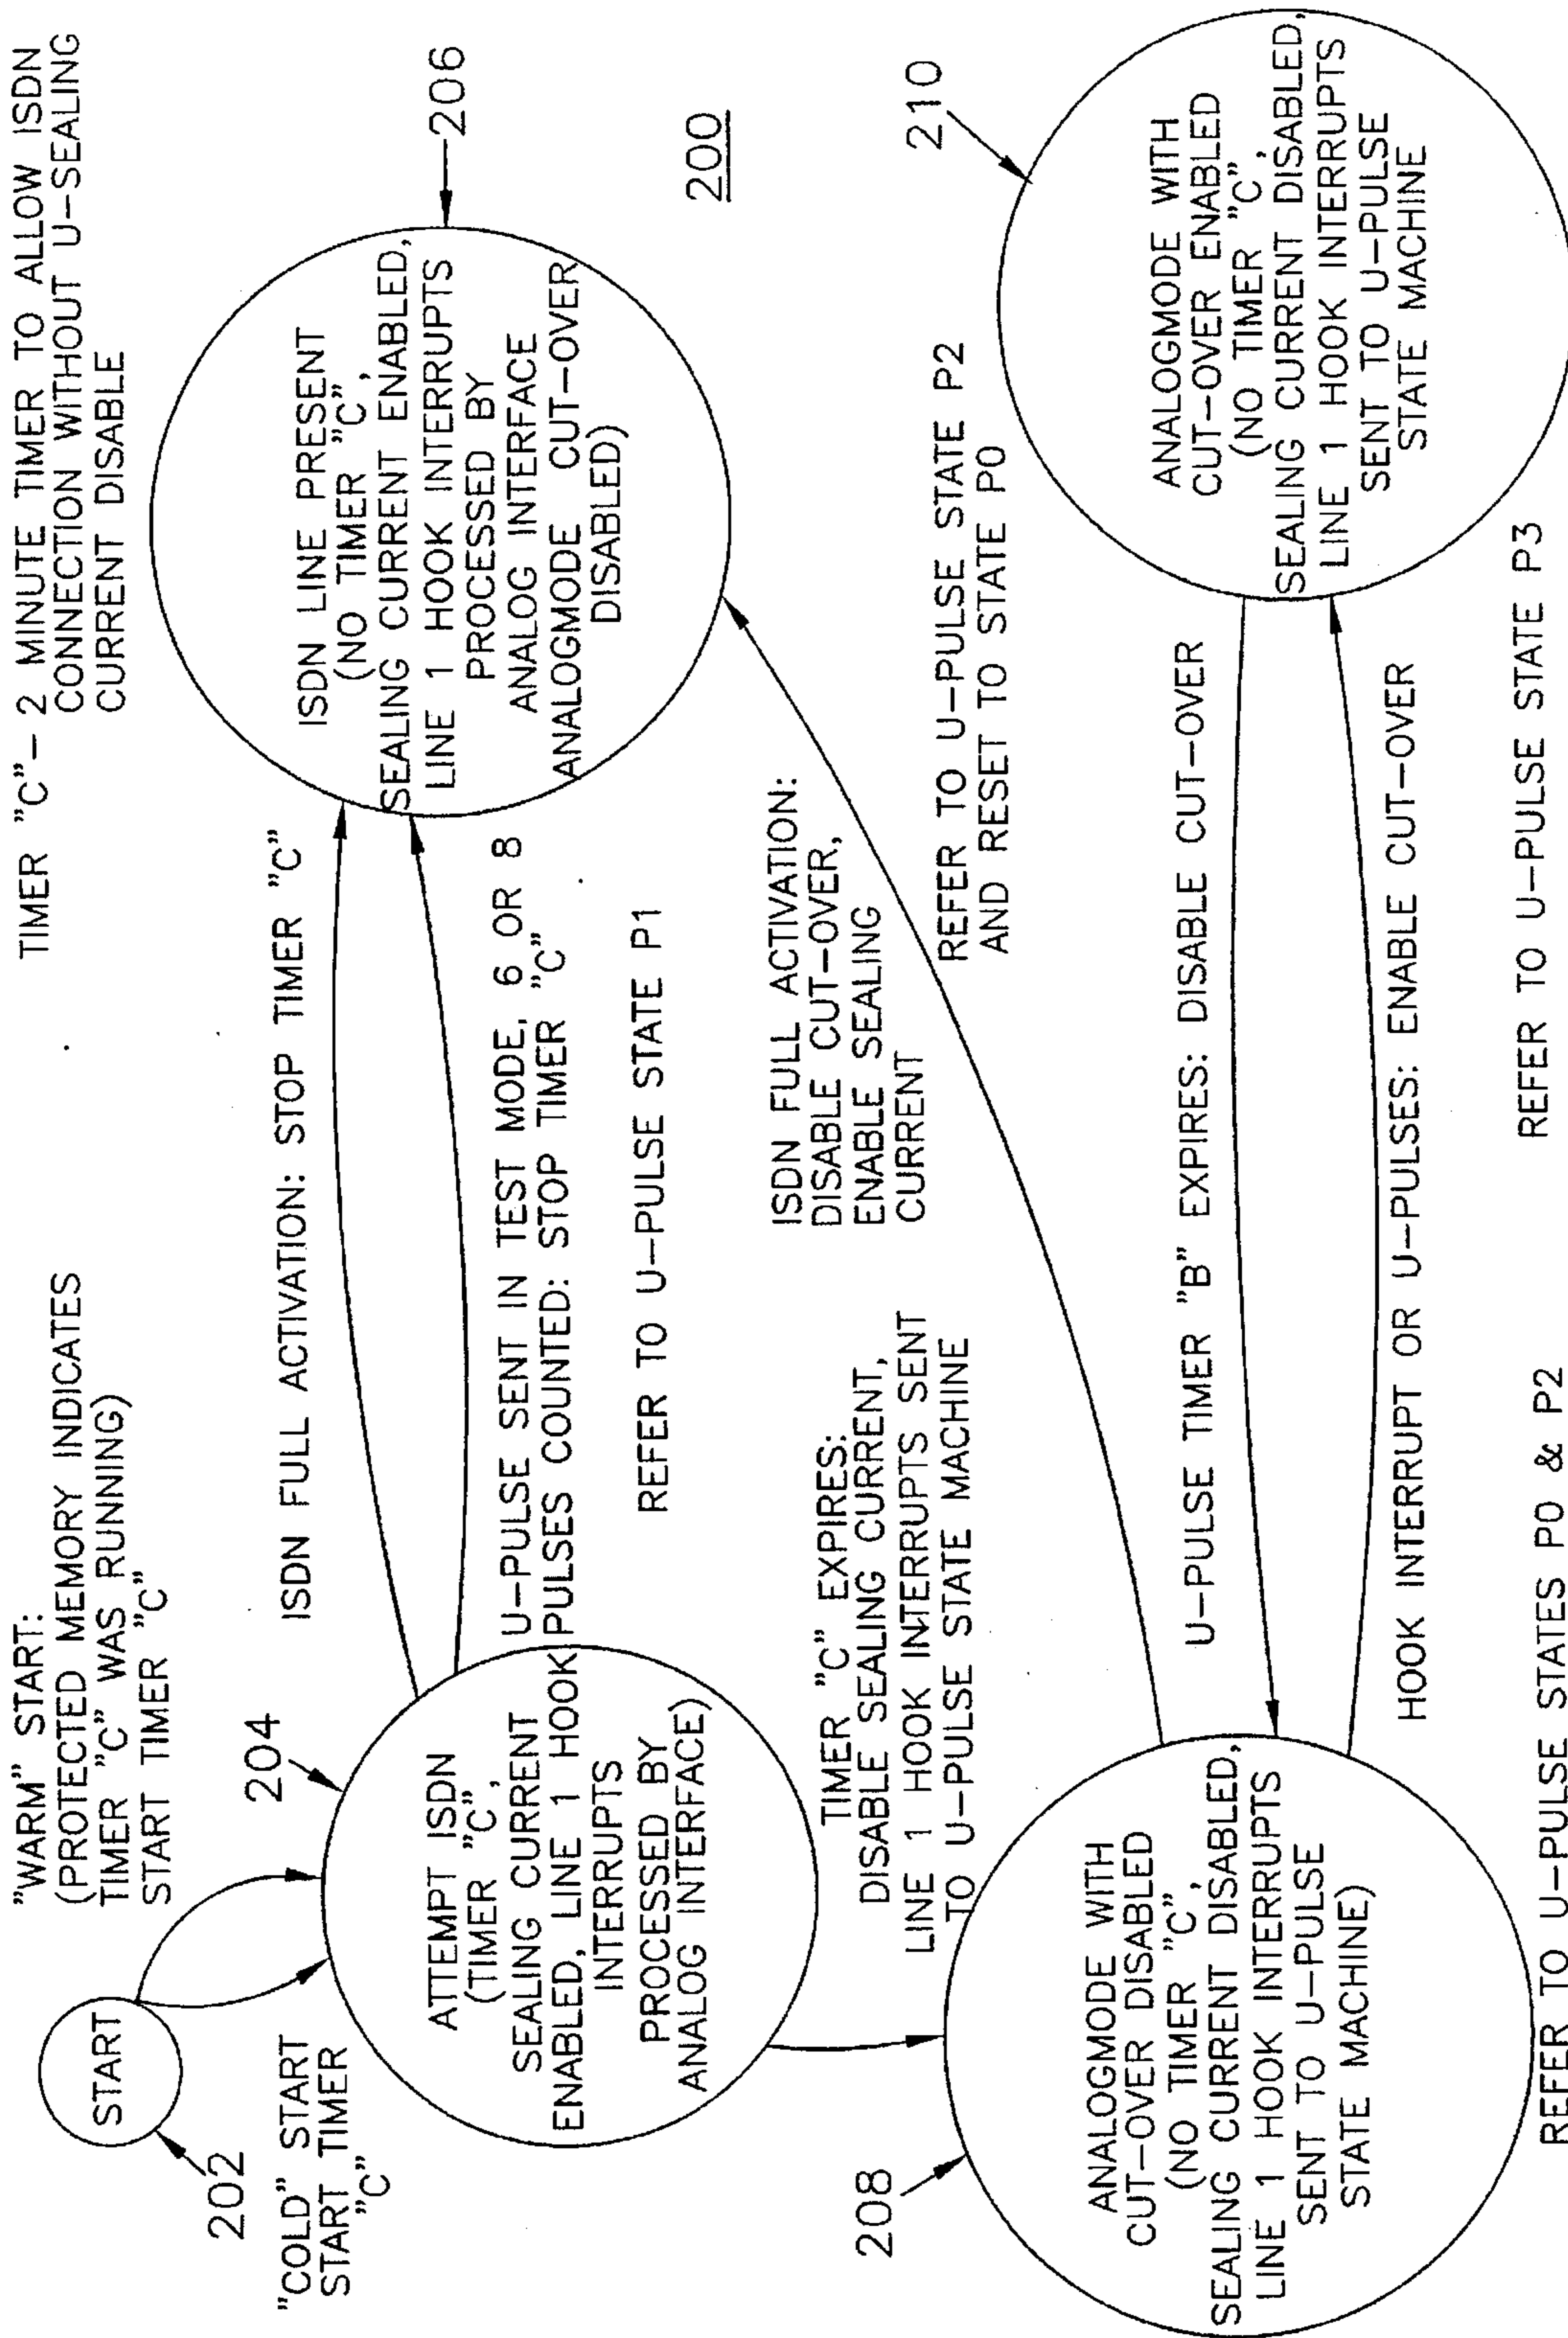 TIMER "C"– 2 MINUTE TIMER TO ALLOW ISDN
CONNECTION WITHOUT U–SEALING
CURRENT DISABLE
"WARM" START:
(PROTECTED MEMORY INDICATES
TIMER "C" WAS RUNNING)
START TIMER "C"
START
202
"COLD" START
START TIMER
"C"
204
ATTEMPT ISDN
(TIMER "C",
SEALING CURRENT
ENABLED, LINE 1 HOOK
INTERRUPTS
PROCESSED BY
ANALOG INTERFACE)
ISDN FULL ACTIVATION: STOP TIMER "C"
U–PULSE SENT IN TEST MODE, 6 OR 8
PULSES COUNTED: STOP TIMER "C"
REFER TO U–PULSE STATE P1
ISDN LINE PRESENT
(NO TIMER "C",
SEALING CURRENT ENABLED,
LINE 1 HOOK INTERRUPTS
PROCESSED BY
ANALOG INTERFACE
ANALOGMODE CUT–OVER
DISABLED)
206
200
TIMER "C" EXPIRES:
DISABLE SEALING CURRENT,
LINE 1 HOOK INTERRUPTS SENT
TO U–PULSE STATE MACHINE
ISDN FULL ACTIVATION:
DISABLE CUT–OVER,
ENABLE SEALING
CURRENT
REFER TO U–PULSE STATE P2
AND RESET TO STATE P0
208
ANALOGMODE WITH
CUT–OVER DISABLED
(NO TIMER "C",
SEALING CURRENT DISABLED,
LINE 1 HOOK INTERRUPTS
SENT TO U–PULSE
STATE MACHINE)
REFER TO U–PULSE STATES P0 & P2
U–PULSE TIMER "B" EXPIRES: DISABLE CUT–OVER
HOOK INTERRUPT OR U–PULSES: ENABLE CUT–OVER
210
ANALOGMODE WITH
CUT–OVER ENABLED
(NO TIMER "C",
SEALING CURRENT DISABLED,
LINE 1 HOOK INTERRUPTS
SENT TO U–PULSE
STATE MACHINE
REFER TO U–PULSE STATE P3